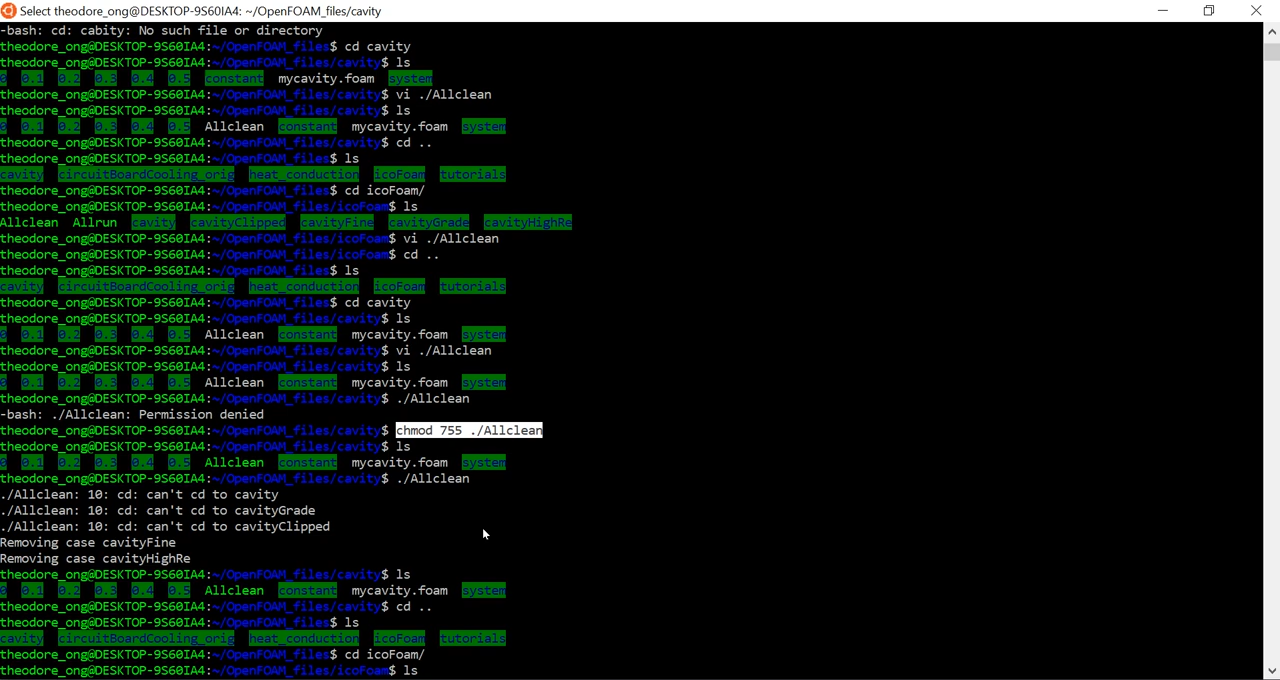 Select theodore_ong@DESKTOP-9S60IA4: ~/OpenFOAM_files/cavity
-bash: cd: cabity: No such file or directory
theodore_ong@DESKTOP-9S60IA4:~/OpenFOAM_files$ cd cavity
theodore_ong@DESKTOP-9S60IA4:~/OpenFOAM_files/cavity$ ls
0 0.1 0.2 0.3 0.4 0.5 constant mycavity.foam system
theodore_ong@DESKTOP-9S60IA4:~/OpenFOAM_files/cavity$ vi ./Allclean
theodore_ong@DESKTOP-9S60IA4:~/OpenFOAM_files/cavity$ ls
0 0.1 0.2 0.3 0.4 0.5 Allclean constant mycavity.foam system
theodore_ong@DESKTOP-9S60IA4:~/OpenFOAM_files/cavity$ cd ..
theodore_ong@DESKTOP-9S60IA4:~/OpenFOAM_files$ ls
cavity circuitBoardCooling_orig heat_conduction icoFoam tutorials
theodore_ong@DESKTOP-9S60IA4:~/OpenFOAM_files$ cd icoFoam/
theodore_ong@DESKTOP-9S60IA4:~/OpenFOAM_files/icoFoam$ ls
Allclean Allrun cavity cavityClipped cavityFine cavityGrade cavityHighRe
theodore_ong@DESKTOP-9S60IA4:~/OpenFOAM_files/icoFoam$ vi ./Allclean
theodore_ong@DESKTOP-9S60IA4:~/OpenFOAM_files/icoFoam$ cd ..
theodore_ong@DESKTOP-9S60IA4:~/OpenFOAM_files$ ls
cavity circuitBoardCooling_orig heat_conduction icoFoam tutorials
theodore_ong@DESKTOP-9S60IA4:~/OpenFOAM_files$ cd cavity
theodore_ong@DESKTOP-9S60IA4:~/OpenFOAM_files/cavity$ ls
0 0.1 0.2 0.3 0.4 0.5 Allclean constant mycavity.foam system
theodore_ong@DESKTOP-9S60IA4:~/OpenFOAM_files/cavity$ vi ./Allclean
theodore_ong@DESKTOP-9S60IA4:~/OpenFOAM_files/cavity$ ls
0 0.1 0.2 0.3 0.4 0.5 Allclean constant mycavity.foam system
theodore_ong@DESKTOP-9S60IA4:~/OpenFOAM_files/cavity$ ./Allclean
-bash: ./Allclean: Permission denied
theodore_ong@DESKTOP-9S60IA4:~/OpenFOAM_files/cavity$ chmod 755 ./Allclean
theodore_ong@DESKTOP-9S60IA4:~/OpenFOAM_files/cavity$ ls
0 0.1 0.2 0.3 0.4 0.5 Allclean constant mycavity.foam system
theodore_ong@DESKTOP-9S60IA4:~/OpenFOAM_files/cavity$ ./Allclean
./Allclean: 10: cd: can't cd to cavity
./Allclean: 10: cd: can't cd to cavityGrade
./Allclean: 10: cd: can't cd to cavityClipped
Removing case cavityFine
Removing case cavityHighRe
theodore_ong@DESKTOP-9S60IA4:~/OpenFOAM_files/cavity$ ls
0 0.1 0.2 0.3 0.4 0.5 Allclean constant mycavity.foam system
theodore_ong@DESKTOP-9S60IA4:~/OpenFOAM_files/cavity$ cd ..
theodore_ong@DESKTOP-9S60IA4:~/OpenFOAM_files$ ls
cavity circuitBoardCooling_orig heat_conduction icoFoam tutorials
theodore_ong@DESKTOP-9S60IA4:~/OpenFOAM_files$ cd icoFoam/
theodore_ong@DESKTOP-9S60IA4:~/OpenFOAM_files/icoFoam$ ls